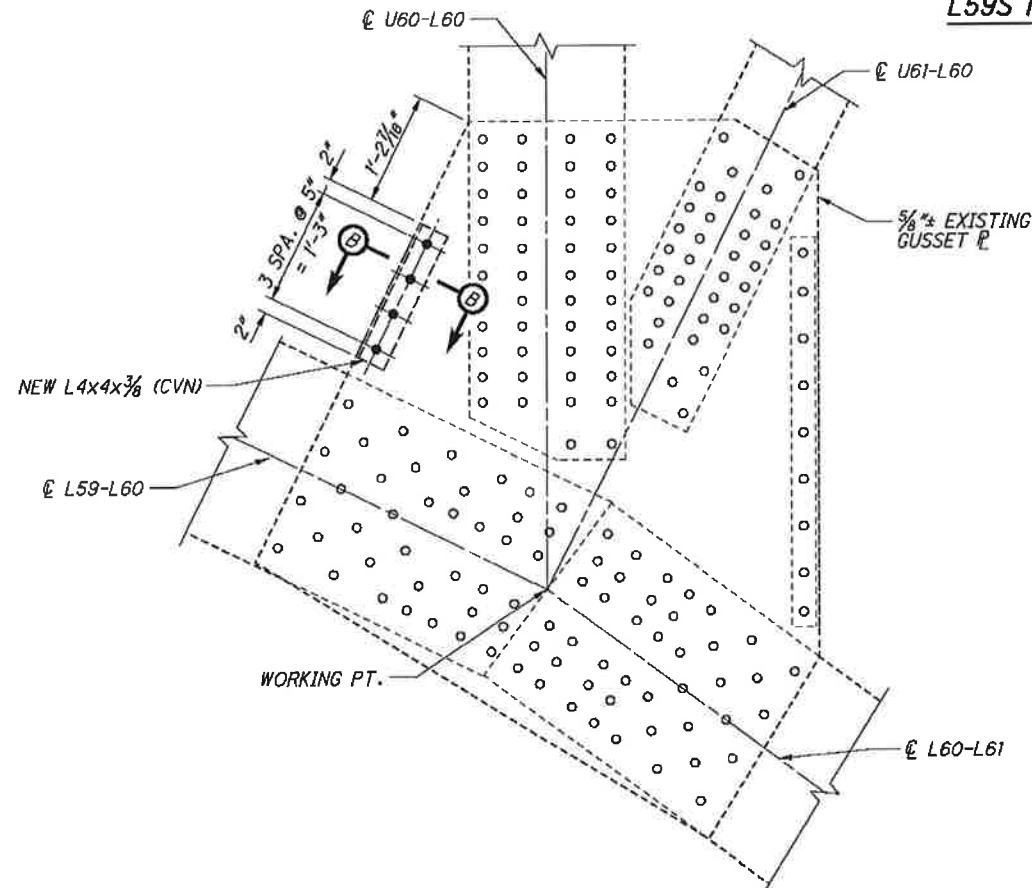 L59S
℄ U60-L60
℄ U61-L60
1'-2 7/16"
2"
3 SPA. @ 5"
= 1'-3"
2"
B
B
5/8"± EXISTING
GUSSET ℙL
NEW L4x4x3/8 (CVN)
℄ L59-L60
WORKING PT.
℄ L60-L61